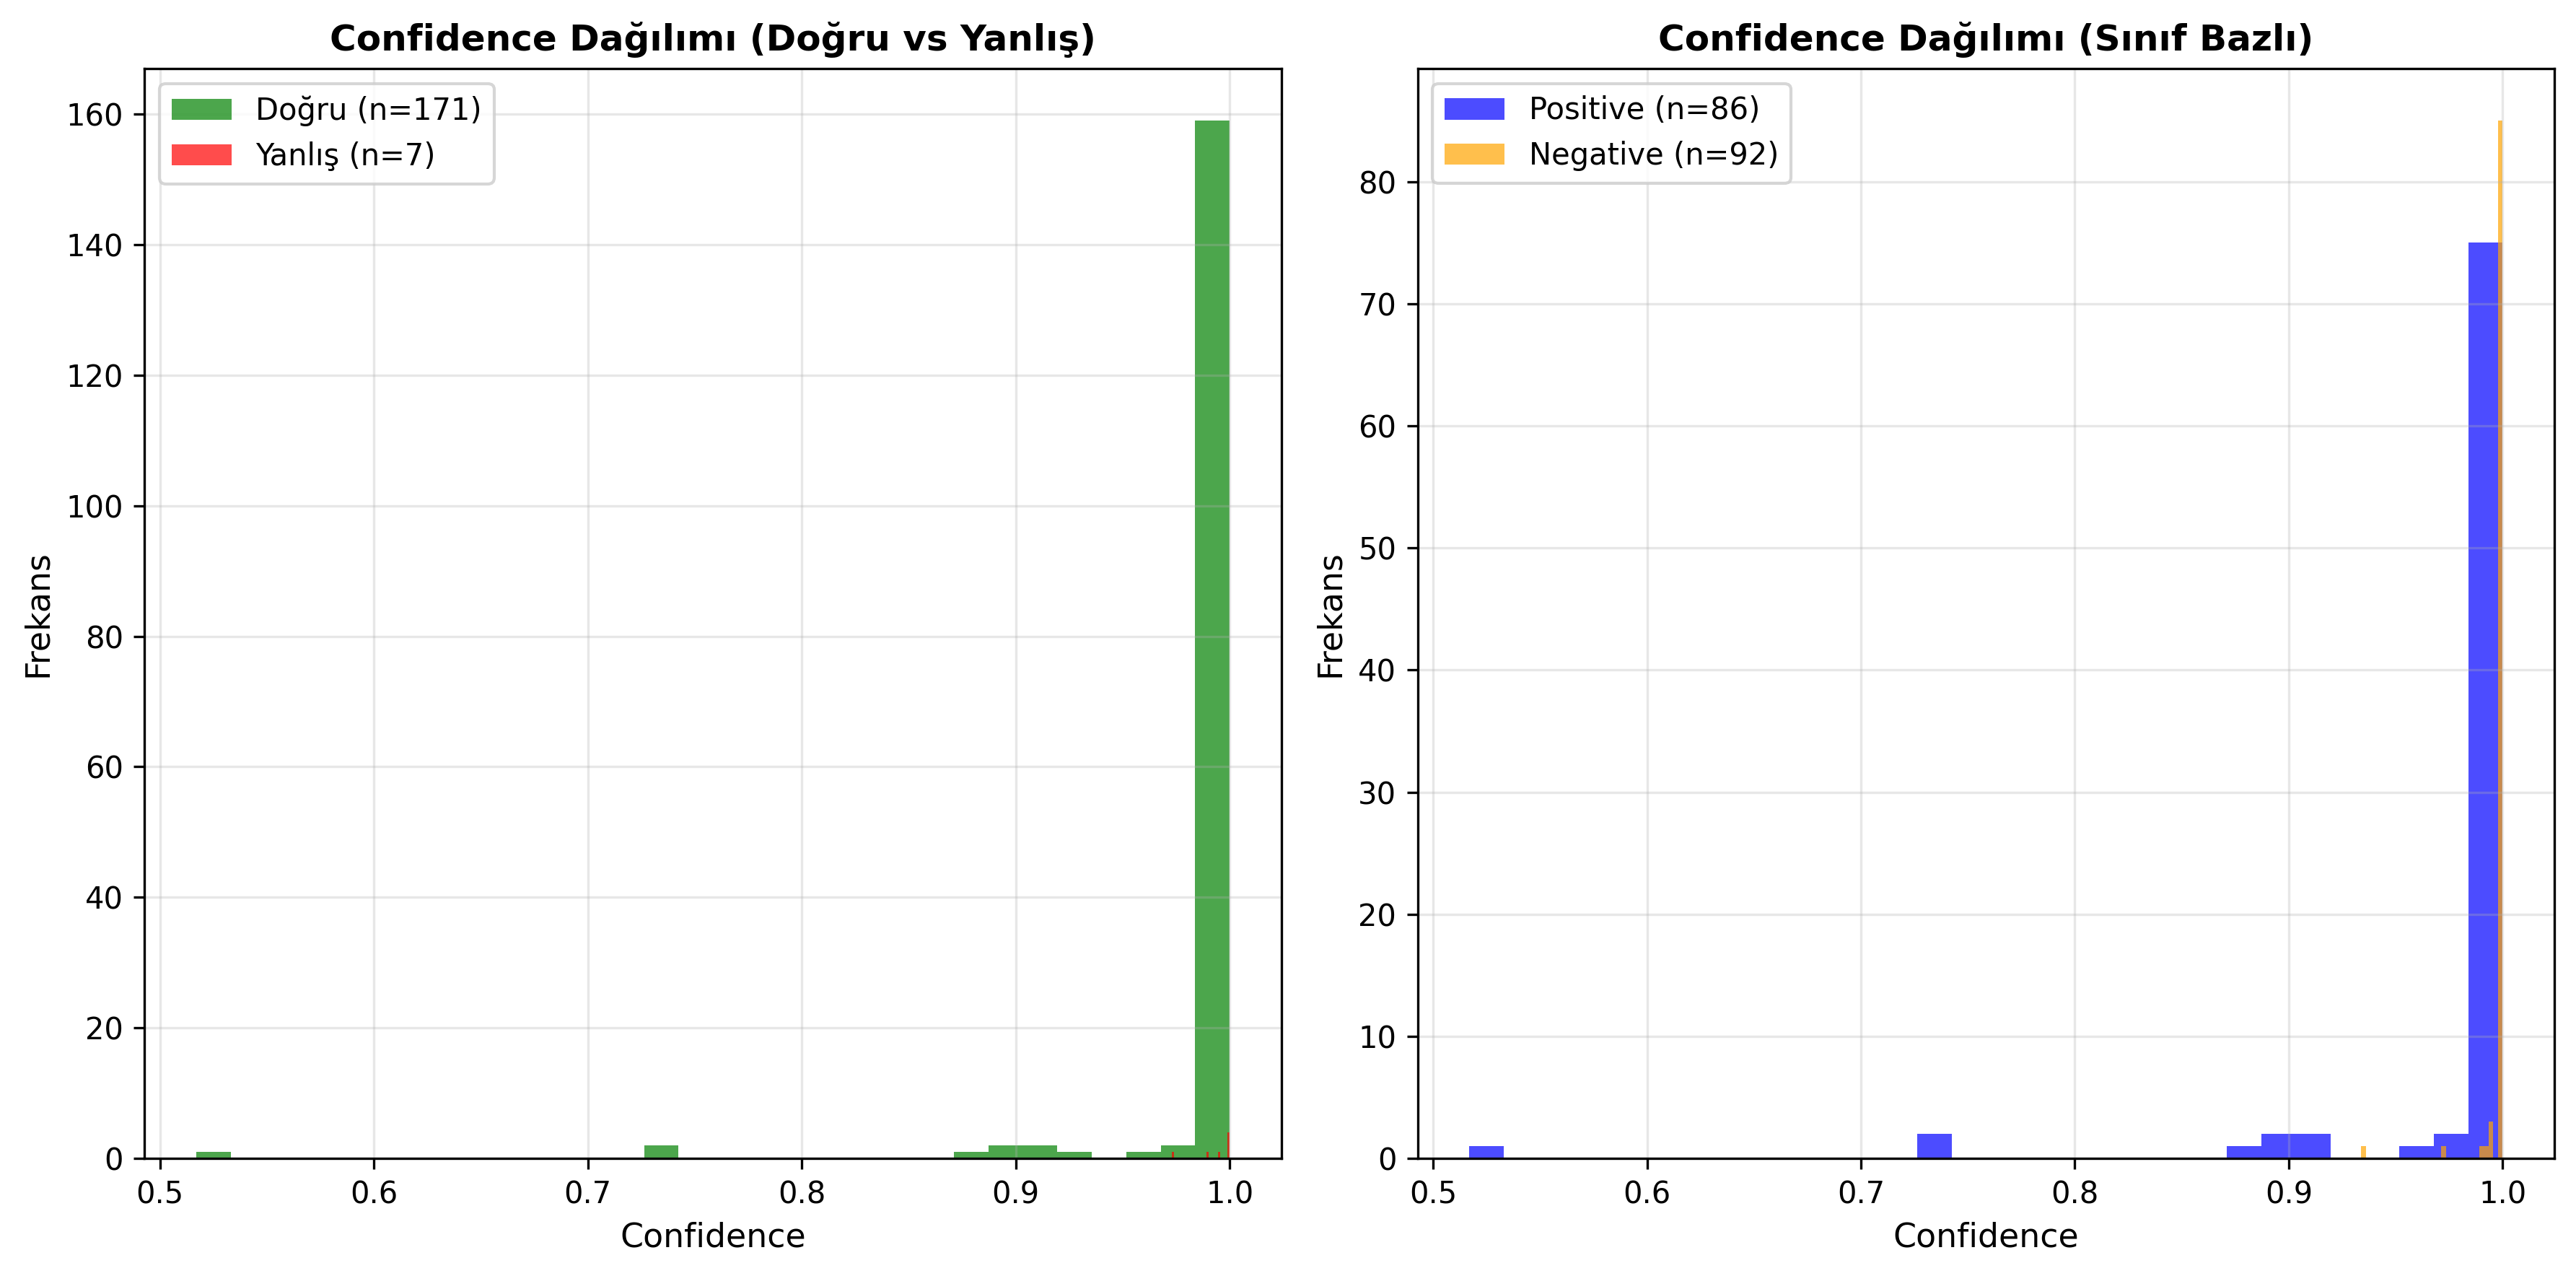 Confidence Dağılımı (Doğru vs Yanlış)
Doğru (n=171)
Yanlış (n=7)
160
140
120
100
80
60
40
20
0
Frekans
0.5 0.6 0.7 0.8 0.9 1.0
Confidence
Confidence Dağılımı (Sınıf Bazlı)
Positive (n=86)
Negative (n=92)
80
70
60
50
40
30
20
10
0
Frekans
0.5 0.6 0.7 0.8 0.9 1.0
Confidence